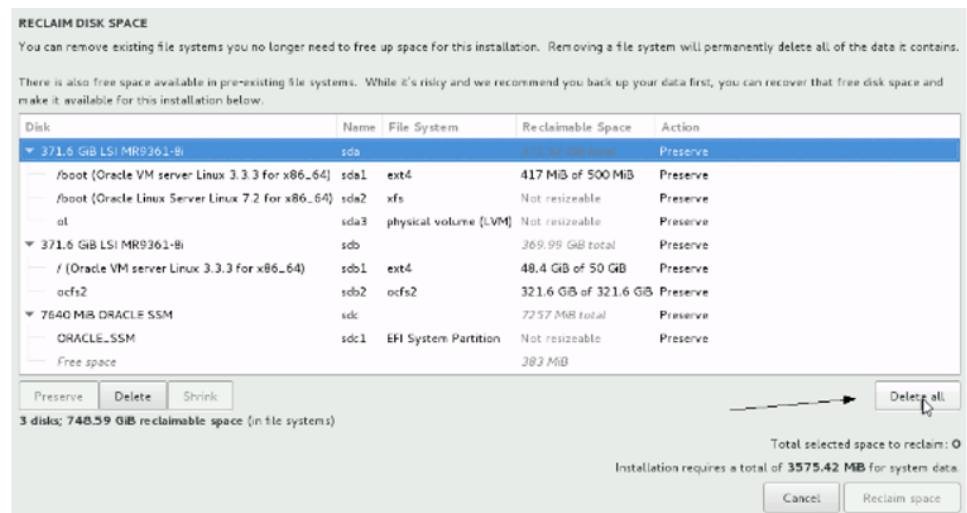 RECLAIM DISK SPACE
You can remove existing file systems you no longer need to free up space for this installation. Removing a file system will permanently delete all of the data it contains.
There is also free space available in pre-existing file systems. While it's risky and we recommend you back up your data first, you can recover that free disk space and
make it available for this installation below.
Disk Name File System Reclaimable Space Action
371.6 GiB LSI MR9361-8i sda total Preserve
/boot (Oracle VM server Linux 3.3.3 for x86_64) sda1 ext4 417 MiB of 500 MiB Preserve
/boot (Oracle Linux Server Linux 7.2 for x86_64) sda2 xfs Not resizeable Preserve
ol sda3 physical volume (LVM) Not resizeable Preserve
371.6 GiB LSI MR9361-8i sdb 369.99 GiB total Preserve
/ (Oracle VM server Linux 3.3.3 for x86_64) sdb1 ext4 48.4 GiB of 50 GiB Preserve
ocfs2 sdb2 ocfs2 321.6 GiB of 321.6 GiB Preserve
7640 MiB ORACLE SSM sdc 7257 MiB total Preserve
ORACLE_SSM sdc1 EFI System Partition Not resizeable Preserve
Free space 383 MiB
Preserve Delete Shrink Delete all
3 disks; 748.59 GiB reclaimable space (in file systems)
Total selected space to reclaim: 0
Installation requires a total of 3575.42 MiB for system data.
Cancel Reclaim space